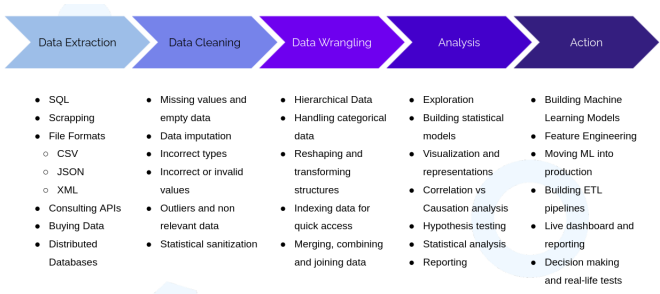 Data Extraction
Data Cleaning
Data Wrangling
Analysis
Action
● SQL
● Scrapping
● File Formats
○ CSV
○ JSON
○ XML
● Consulting APIs
● Buying Data
● Distributed
Databases
● Missing values and
empty data
● Data imputation
● Incorrect types
● Incorrect or invalid
values
● Outliers and non
relevant data
● Statistical sanitization
● Hierarchical Data
● Handling categorical
data
● Reshaping and
transforming
structures
● Indexing data for
quick access
● Merging, combining
and joining data
● Exploration
● Building statistical
models
● Visualization and
representations
● Correlation vs
Causation analysis
● Hypothesis testing
● Statistical analysis
● Reporting
● Building Machine
Learning Models
● Feature Engineering
● Moving ML into
production
● Building ETL
pipelines
● Live dashboard and
reporting
● Decision making
and real-life tests